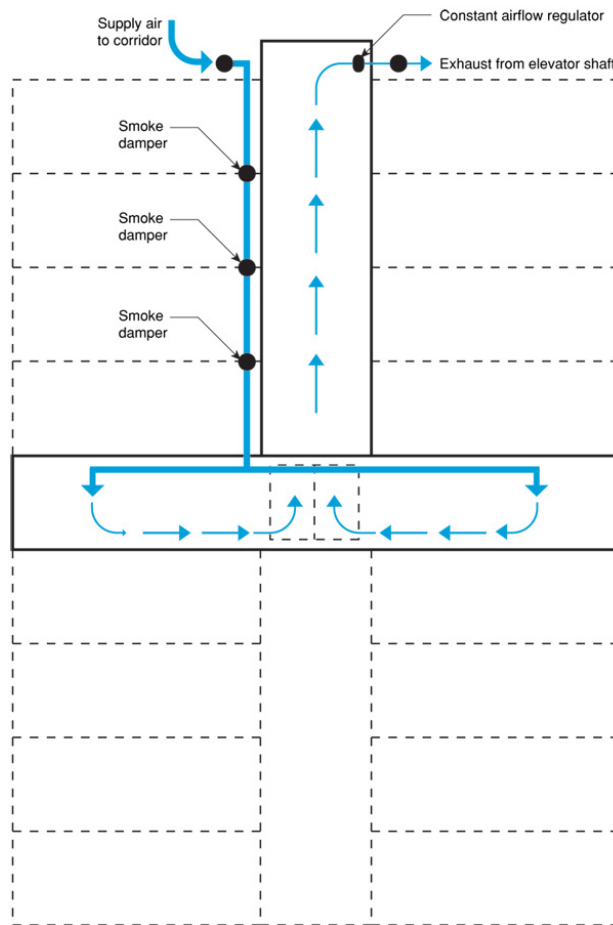 Supply air
to corridor
Constant airflow regulator
Exhaust from elevator shaft
Smoke
damper
Smoke
damper
Smoke
damper